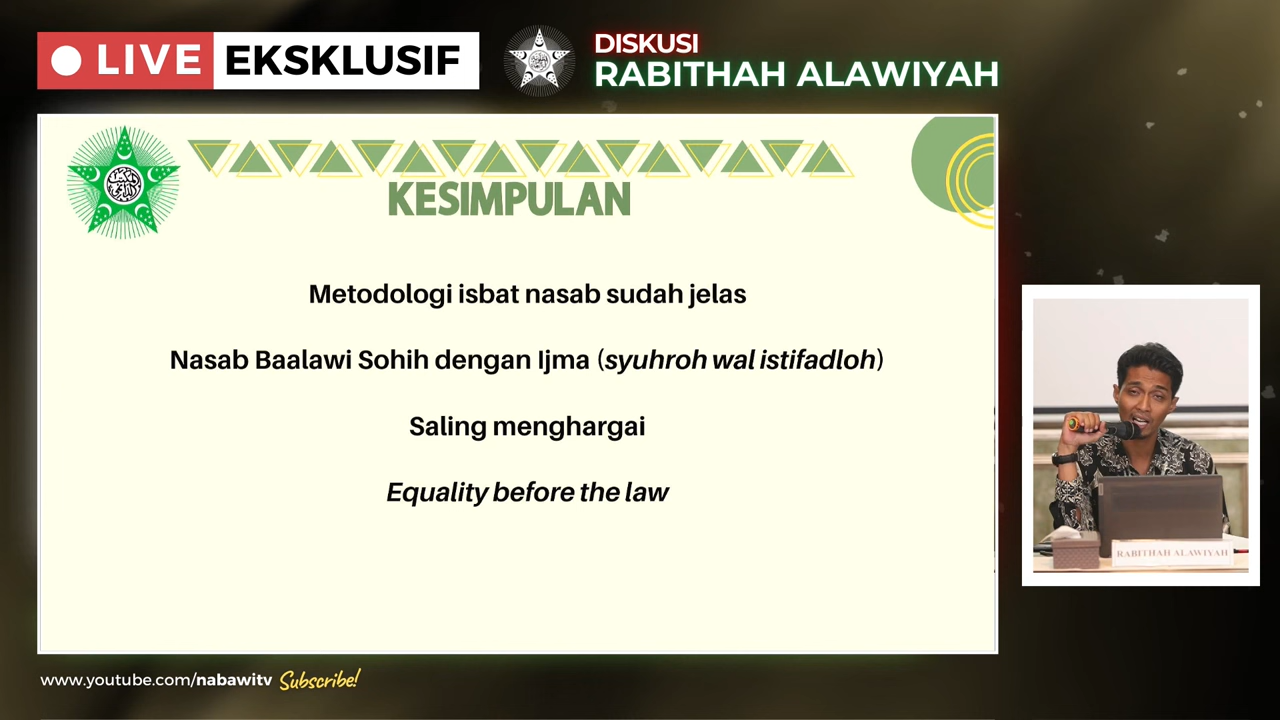 LIVE EKSKLUSIF
DISKUSI
RABITHAH ALAWIYAH
KESIMPULAN
Metodologi isbat nasab sudah jelas
Nasab Baalawi Sohih dengan Ijma (syuhroh wal istifadloh)
Saling menghargai
Equality before the law
RABITHAH ALAWIYAH
www.youtube.com/nabawitv Subscribe!